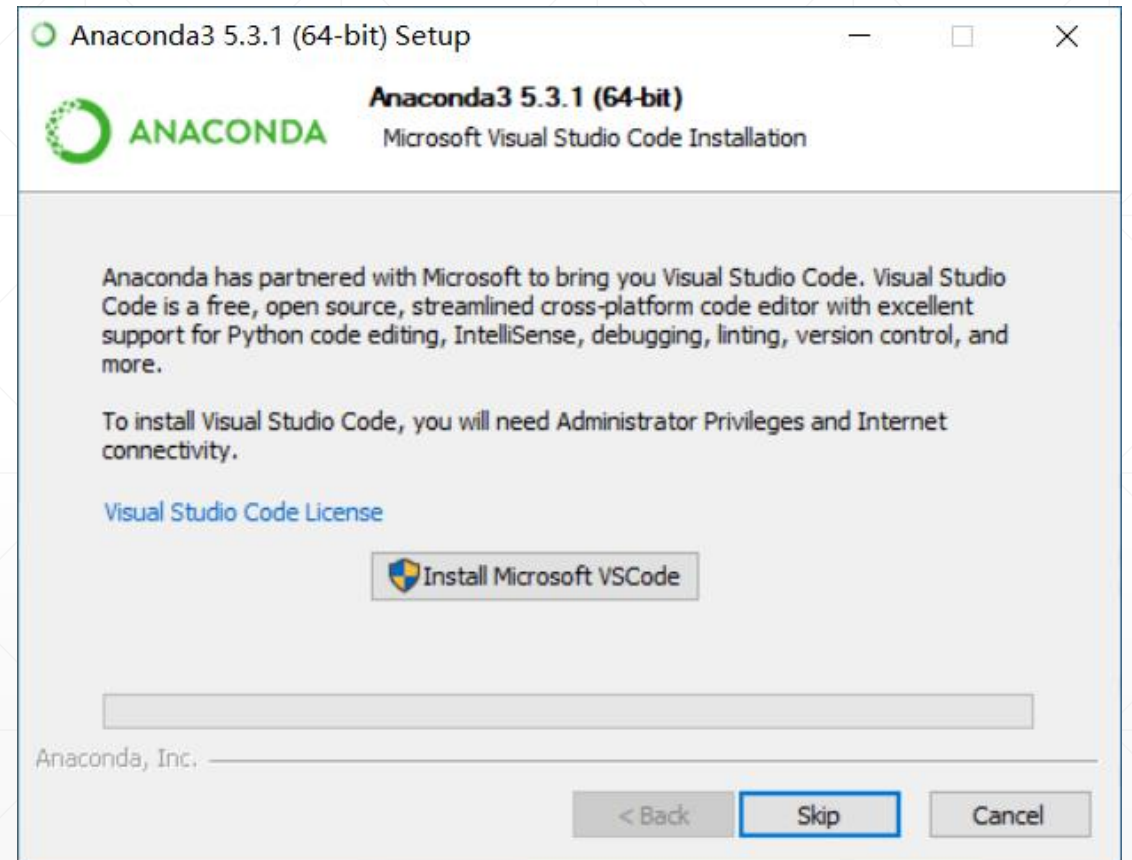 Anaconda3 5.3.1 (64-bit) Setup
ANACONDA
Anaconda3 5.3.1 (64-bit)
Microsoft Visual Studio Code Installation
Anaconda has partnered with Microsoft to bring you Visual Studio Code. Visual Studio
Code is a free, open source, streamlined cross-platform code editor with excellent
support for Python code editing, IntelliSense, debugging, linting, version control, and
more.
To install Visual Studio Code, you will need Administrator Privileges and Internet
connectivity.
Visual Studio Code License
Install Microsoft VSCode
Anaconda, Inc.
< Back
Skip
Cancel